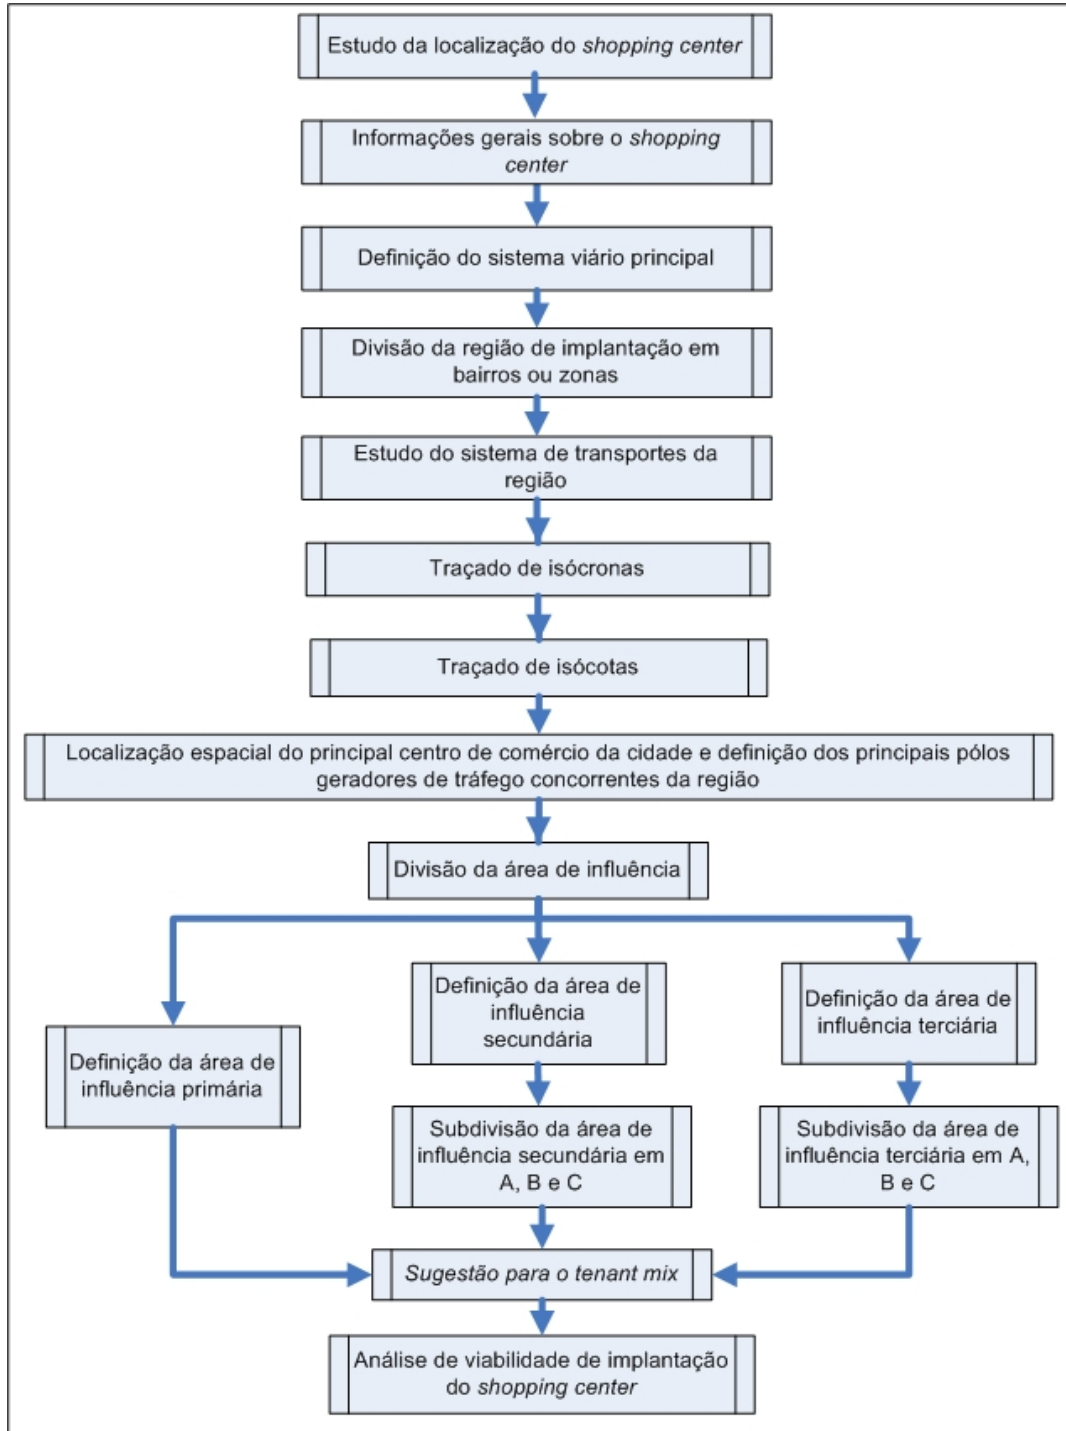 Estudo da localização do shopping center
Informações gerais sobre o shopping
center
Definição do sistema viário principal
Divisão da região de implantação em
bairros ou zonas
Estudo do sistema de transportes da
região
Traçado de isócronas
Traçado de isócotas
Localização espacial do principal centro de comércio da cidade e definição dos principais pólos
geradores de tráfego concorrentes da região
Divisão da área de influência
Definição da área de
influência primária
Definição da área de
influência
secundária
Definição da área de
influência terciária
Subdivisão da área de
influência secundária em
A, B e C
Subdivisão da área de
influência terciária em A,
B e C
Sugestão para o tenant mix
Análise de viabilidade de implantação
do shopping center